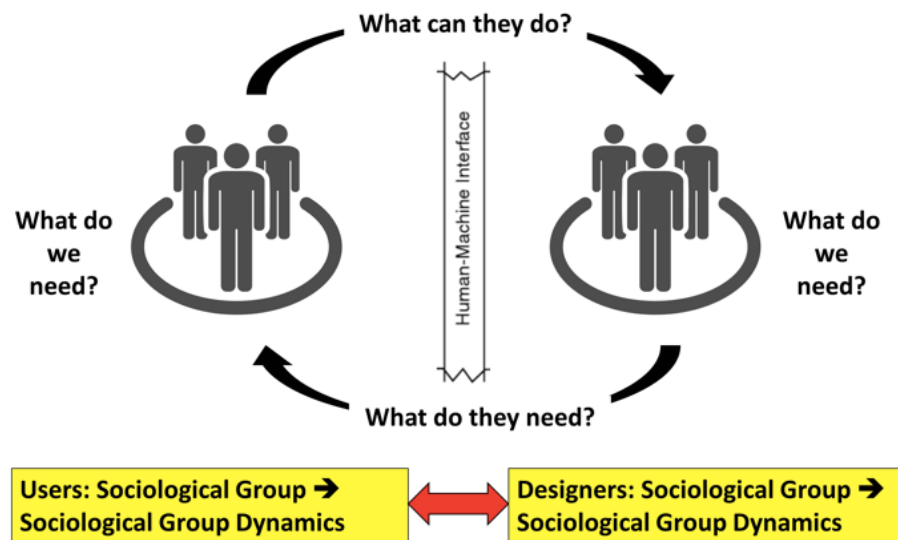 What can they do?
Human-Machine Interface
What do
we
need?
What do
we
need?
What do they need?
Users: Sociological Group ➔
Sociological Group Dynamics
Designers: Sociological Group ➔
Sociological Group Dynamics